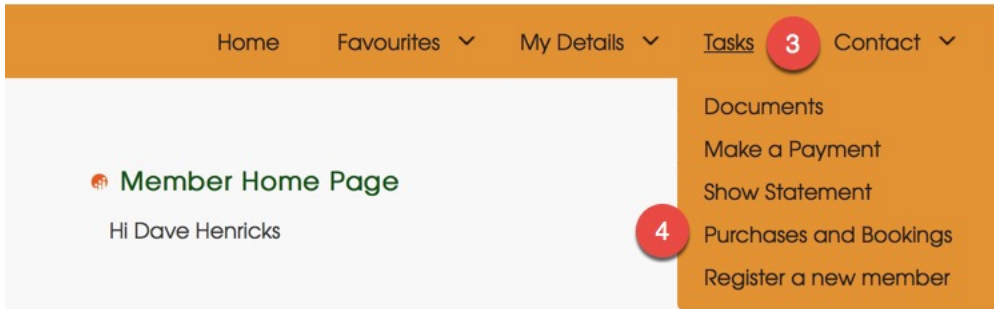 Home Favourites My Details Tasks 3 Contact
Documents
Make a Payment
Member Home Page
Show Statement
Hi Dave Henricks
4 Purchases and Bookings
Register a new member